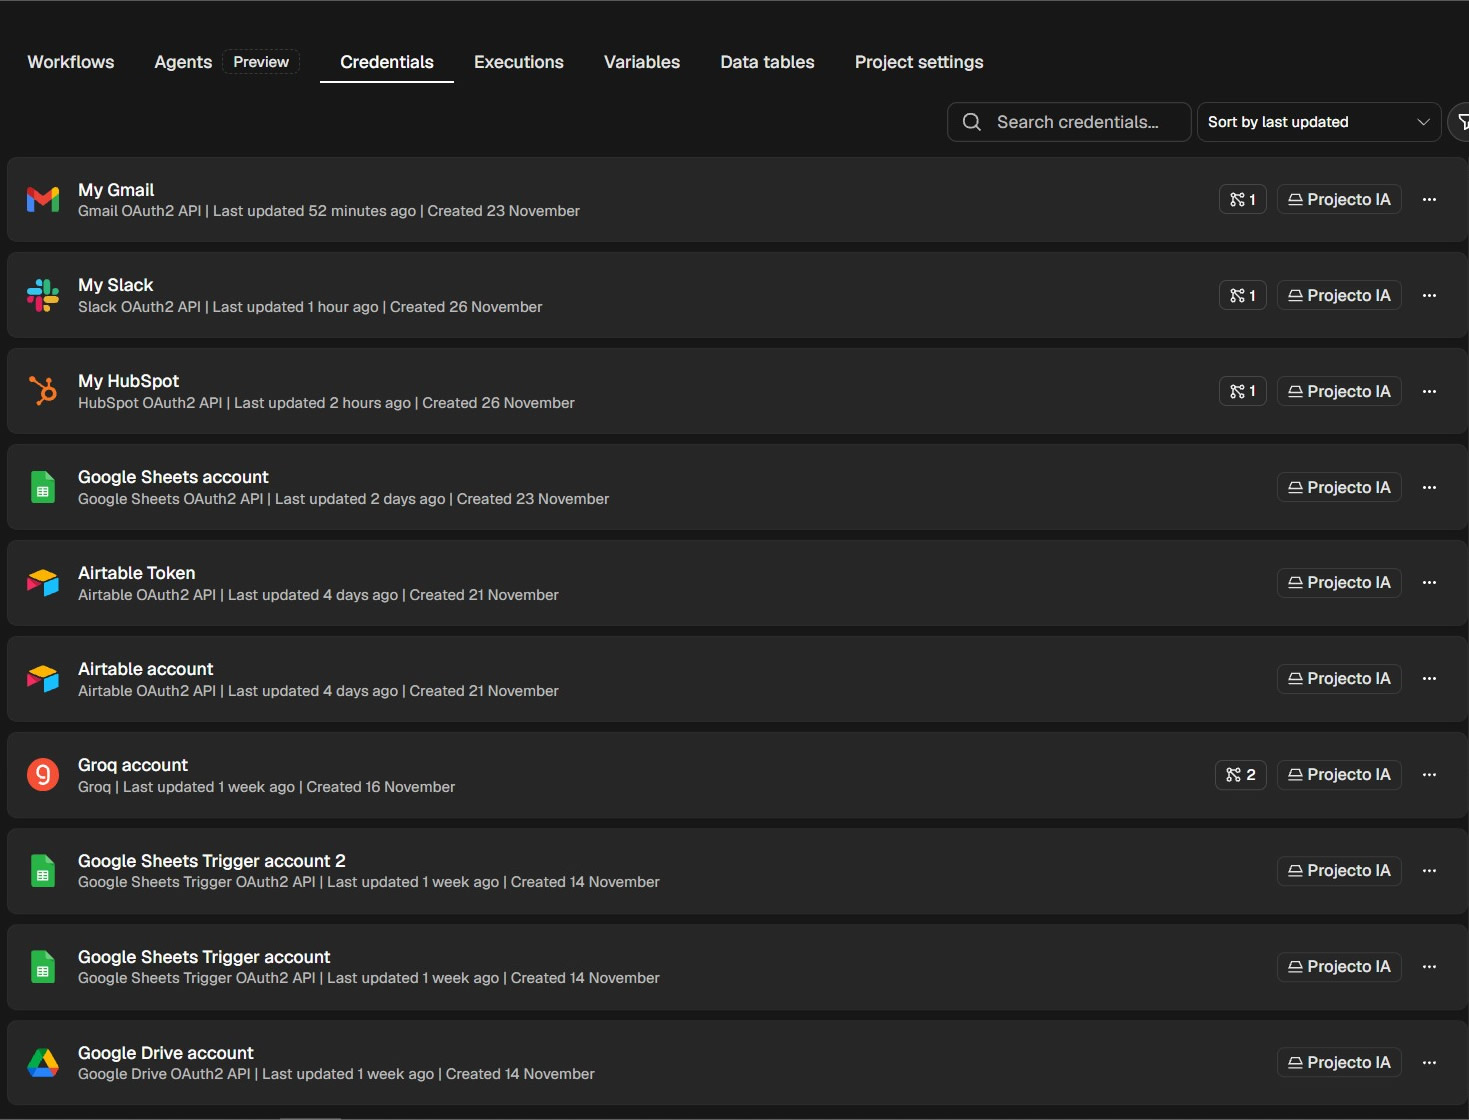 Workflows Agents Preview Credentials Executions Variables Data tables Project settings
Search credentials... Sort by last updated
My Gmail
Gmail OAuth2 API | Last updated 52 minutes ago | Created 23 November
1 Projecto IA
My Slack
Slack OAuth2 API | Last updated 1 hour ago | Created 26 November
1 Projecto IA
My HubSpot
HubSpot OAuth2 API | Last updated 2 hours ago | Created 26 November
1 Projecto IA
Google Sheets account
Google Sheets OAuth2 API | Last updated 2 days ago | Created 23 November
Projecto IA
Airtable Token
Airtable OAuth2 API | Last updated 4 days ago | Created 21 November
Projecto IA
Airtable account
Airtable OAuth2 API | Last updated 4 days ago | Created 21 November
Projecto IA
Groq account
Groq | Last updated 1 week ago | Created 16 November
2 Projecto IA
Google Sheets Trigger account 2
Google Sheets Trigger OAuth2 API | Last updated 1 week ago | Created 14 November
Projecto IA
Google Sheets Trigger account
Google Sheets Trigger OAuth2 API | Last updated 1 week ago | Created 14 November
Projecto IA
Google Drive account
Google Drive OAuth2 API | Last updated 1 week ago | Created 14 November
Projecto IA